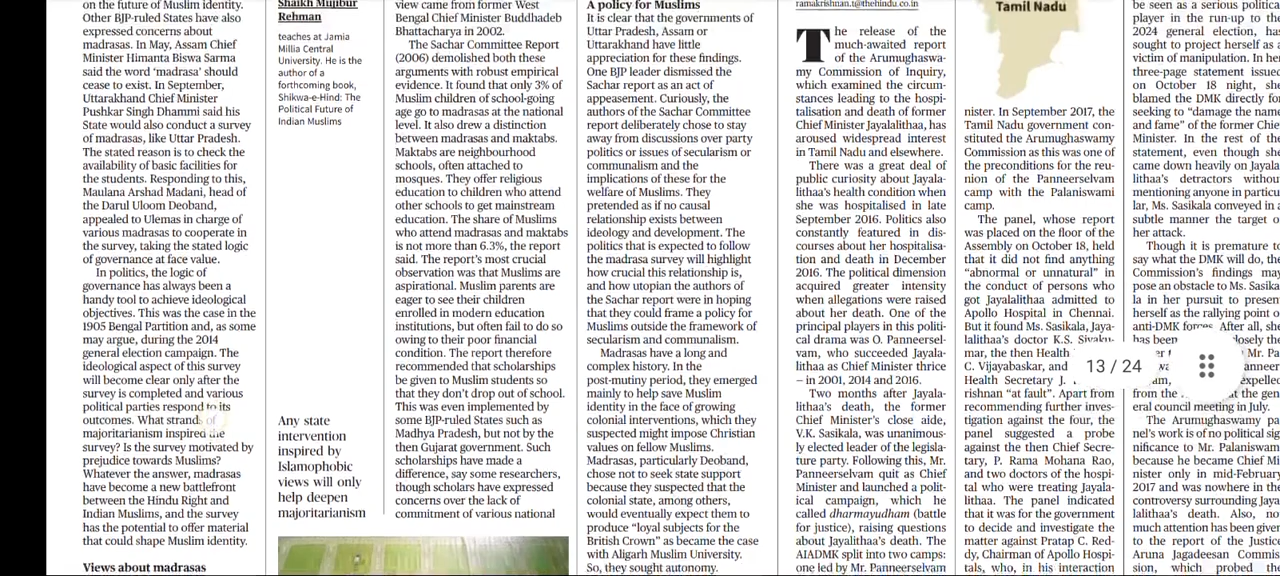 on the future of Muslim identity.
Other BJP-ruled States have also
expressed concerns about
madrasas. In May, Assam Chief
Minister Himanta Biswa Sarma
said the word ‘madrasa’ should
cease to exist. In September,
Uttarakhand Chief Minister
Pushkar Singh Dhammi said his
State would also conduct a survey
of madrasas, like Uttar Pradesh.
The stated reason is to check the
availability of basic facilities for
the students. Responding to this,
Maulana Arshad Madani, head of
the Darul Uloom Deoband,
appealed to Ulemas in charge of
various madrasas to cooperate in
the survey, taking the stated logic
of governance at face value.
In politics, the logic of
governance has always been a
handy tool to achieve ideological
objectives. This was the case in the
1905 Bengal Partition and, as some
may argue, during the 2014
general election campaign. The
ideological aspect of this survey
will become clear only after the
survey is completed and various
political parties respond to its
outcomes. What strands of
majoritarianism inspired the
survey? Is the survey motivated by
prejudice towards Muslims?
Whatever the answer, madrasas
have become a new battlefront
between the Hindu Right and
Indian Muslims, and the survey
has the potential to offer material
that could shape Muslim identity.
Views about madrasas
Shaikh Mujibur
Rehman
teaches at Jamia
Millia Central
University. He is the
author of a
forthcoming book,
Shikwa-e-Hind: The
Political Future of
Indian Muslims
Any state
intervention
inspired by
Islamophobic
views will only
help deepen
majoritarianism
view came from former West
Bengal Chief Minister Buddhadeb
Bhattacharya in 2002.
The Sachar Committee Report
(2006) demolished both these
arguments with robust empirical
evidence. It found that only 3% of
Muslim children of school-going
age go to madrasas at the national
level. It also drew a distinction
between madrasas and maktabs.
Maktabs are neighbourhood
schools, often attached to
mosques. They offer religious
education to children who attend
other schools to get mainstream
education. The share of Muslims
who attend madrasas and maktabs
is not more than 6.3%, the report
said. The report’s most crucial
observation was that Muslims are
aspirational. Muslim parents are
eager to see their children
enrolled in modern education
institutions, but often fail to do so
owing to their poor financial
condition. The report therefore
recommended that scholarships
be given to Muslim students so
that they don’t drop out of school.
This was even implemented by
some BJP-ruled States such as
Madhya Pradesh, but not by the
then Gujarat government. Such
scholarships have made a
difference, say some researchers,
though scholars have expressed
concerns over the lack of
commitment of various national
A policy for Muslims
It is clear that the governments of
Uttar Pradesh, Assam or
Uttarakhand have little
appreciation for these findings.
One BJP leader dismissed the
Sachar report as an act of
appeasement. Curiously, the
authors of the Sachar Committee
report deliberately chose to stay
away from discussions over party
politics or issues of secularism or
communalism and the
implications of these for the
welfare of Muslims. They
pretended as if no causal
relationship exists between
ideology and development. The
politics that is expected to follow
the madrasa survey will highlight
how crucial this relationship is,
and how utopian the authors of
the Sachar report were in hoping
that they could frame a policy for
Muslims outside the framework of
secularism and communalism.
Madrasas have a long and
complex history. In the
post-mutiny period, they emerged
mainly to help save Muslim
identity in the face of growing
colonial interventions, which they
suspected might impose Christian
values on fellow Muslims.
Madrasas, particularly Deoband,
chose not to seek state support
because they suspected that the
colonial state, among others,
would eventually expect them to
produce “loyal subjects for the
British Crown” as became the case
with Aligarh Muslim University.
So, they sought autonomy.
ramakrishnan.t@thehindu.co.in
The release of the
much-awaited report
of the Arumughaswa-
my Commission of Inquiry,
which examined the circum-
stances leading to the hospi-
talisation and death of former
Chief Minister Jayalalithaa, has
aroused widespread interest
in Tamil Nadu and elsewhere.
There was a great deal of
public curiosity about Jayala-
lithaa’s health condition when
she was hospitalised in late
September 2016. Politics also
constantly featured in dis-
courses about her hospitalisa-
tion and death in December
2016. The political dimension
acquired greater intensity
when allegations were raised
about her death. One of the
principal players in this politi-
cal drama was O. Panneersel-
vam, who succeeded Jayala-
lithaa as Chief Minister thrice
– in 2001, 2014 and 2016.
Two months after Jayala-
lithaa’s death, the former
Chief Minister’s close aide,
V.K. Sasikala, was unanimous-
ly elected leader of the legisla-
ture party. Following this, Mr.
Panneerselvam quit as Chief
Minister and launched a polit-
ical campaign, which he
called dharmayudham (battle
for justice), raising questions
about Jayalithaa’s death. The
AIADMK split into two camps:
one led by Mr. Panneerselvam
Tamil Nadu
nister. In September 2017, the
Tamil Nadu government con-
stituted the Arumughaswamy
Commission as this was one of
the preconditions for the reu-
nion of the Panneerselvam
camp with the Palaniswami
camp.
The panel, whose report
was placed on the floor of the
Assembly on October 18, held
that it did not find anything
“abnormal or unnatural” in
the conduct of persons who
got Jayalalithaa admitted to
Apollo Hospital in Chennai.
But it found Ms. Sasikala, Jaya-
lalithaa’s doctor K.S. Sivaku-
mar, the then Health
C. Vijayabaskar, and
Health Secretary J.
rishnan “at fault”. Apart from
recommending further inves-
tigation against the four, the
panel suggested a probe
against the then Chief Secre-
tary, P. Rama Mohana Rao,
and two doctors of the hospi-
tal who were treating Jayala-
lithaa. The panel indicated
that it was for the government
to decide and investigate the
matter against Pratap C. Red-
dy, Chairman of Apollo Hospi-
tals, who, in his interaction
be seen as a serious political
player in the run-up to the
2024 general election, has
sought to project herself as a
victim of manipulation. In her
three-page statement issued
on October 18 night, she
blamed the DMK directly for
seeking to “damage the name
and fame” of the former Chief
Minister. In the rest of the
statement, even though she
came down heavily on Jayala-
lithaa’s detractors without
mentioning anyone in particu-
lar, Ms. Sasikala conveyed in a
subtle manner the target of
her attack.
Though it is premature to
say what the DMK will do, the
Commission’s findings may
pose an obstacle to Ms. Sasika-
la in her pursuit to present
herself as the rallying point of
anti-DMK forces. After all, she
has been
from the
eral council meeting in July.
The Arumughaswamy pa-
nel’s work is of no political sig-
nificance to Mr. Palaniswami
because he became Chief Mi-
nister only in mid-February
2017 and was nowhere in the
controversy surrounding Jaya-
lalithaa’s death. Also, not
much attention has been given
to the report of the Justice
Aruna Jagadeesan Commis-
sion, which probed the
13 / 24